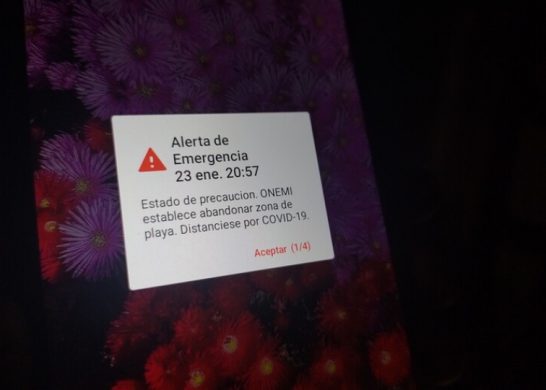 Alerta de
Emergencia
23 ene. 20:57
Estado de precaucion. ONEMI
establece abandonar zona de
playa. Distanciese por COVID-19.
Aceptar (1/4)